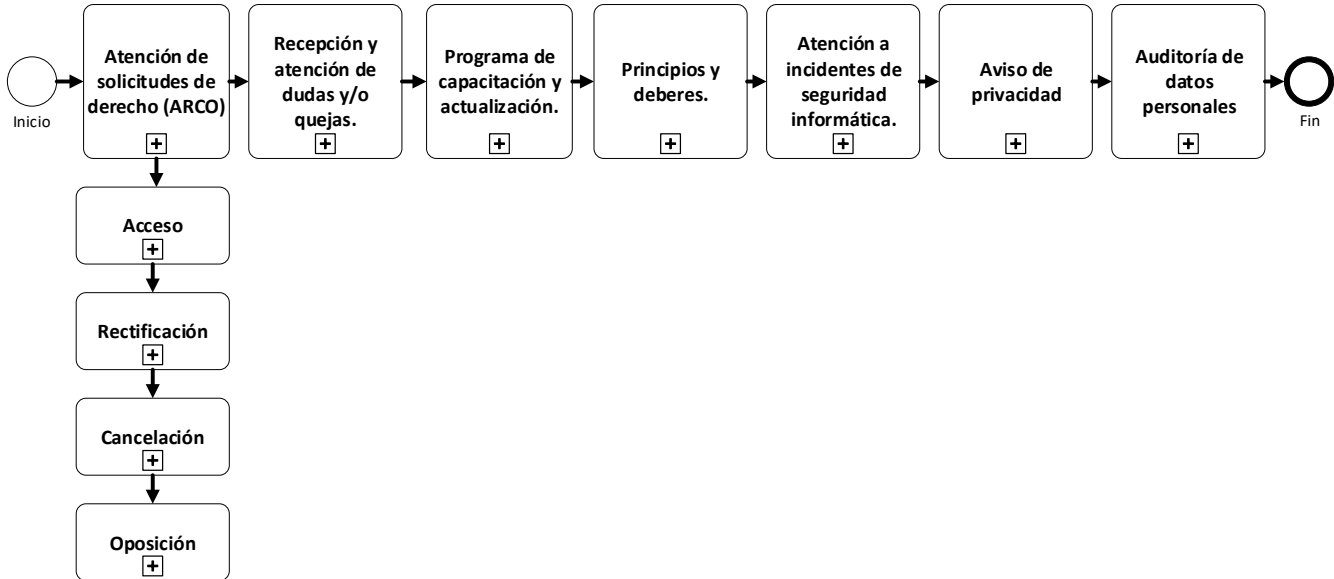 Inicio
Atención de
solicitudes de
derecho (ARCO)
Recepción y
atención de
dudas y/o
quejas.
Programa de
capacitación y
actualización.
Principios y
deberes.
Atención a
incidentes de
seguridad
informática.
Aviso de
privacidad
Auditoría de
datos
personales
Fin
Acceso
Rectificación
Cancelación
Oposición